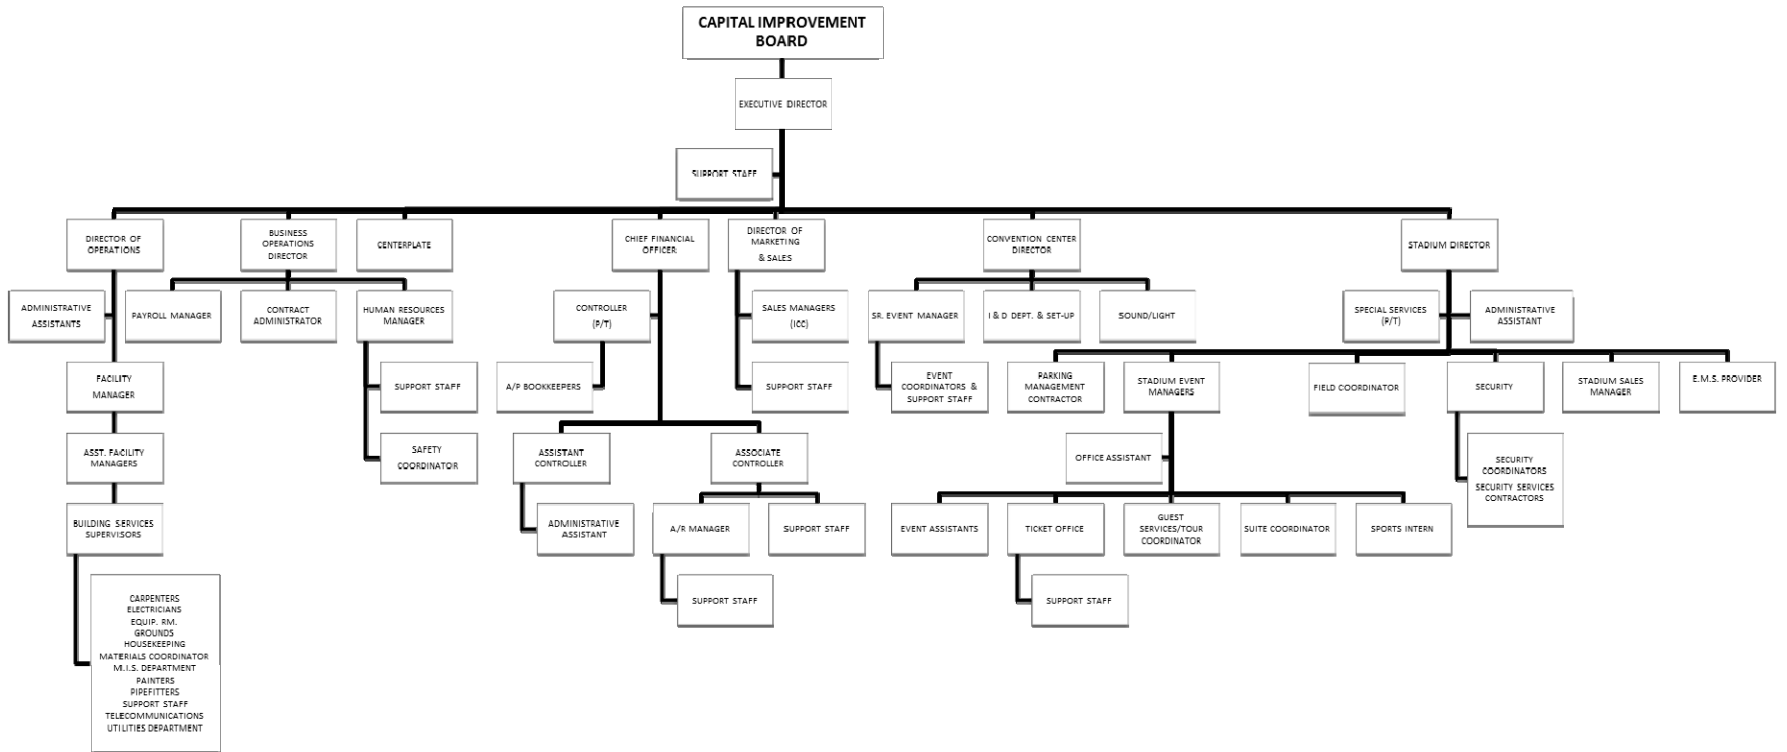 CAPITAL IMPROVEMENT
BOARD
EXECUTIVE DIRECTOR
SUPPORT STAFF
DIRECTOR OF
OPERATIONS
BUSINESS
OPERATIONS
DIRECTOR
CENTERPLATE
CHIEF FINANCIAL
OFFICER
DIRECTOR OF
MARKETING
& SALES
CONVENTION CENTER
DIRECTOR
STADIUM DIRECTOR
ADMINISTRATIVE
ASSISTANTS
PAYROLL MANAGER
CONTRACT
ADMINISTRATOR
HUMAN RESOURCES
MANAGER
CONTROLLER
(P/T)
SALES MANAGERS
(ICC)
SR. EVENT MANAGER
I & D DEPT. & SET-UP
SOUND/LIGHT
SPECIAL SERVICES
(P/T)
ADMINISTRATIVE
ASSISTANT
FACILITY
MANAGER
SUPPORT STAFF
A/P BOOKKEEPERS
SUPPORT STAFF
EVENT
COORDINATORS &
SUPPORT STAFF
PARKING
MANAGEMENT
CONTRACTOR
STADIUM EVENT
MANAGERS
FIELD COORDINATOR
SECURITY
STADIUM SALES
MANAGER
E.M.S. PROVIDER
ASST. FACILITY
MANAGERS
SAFETY
COORDINATOR
ASSISTANT
CONTROLLER
ASSOCIATE
CONTROLLER
OFFICE ASSISTANT
SECURITY
COORDINATORS
SECURITY SERVICES
CONTRACTORS
BUILDING SERVICES
SUPERVISORS
ADMINISTRATIVE
ASSISTANT
A/R MANAGER
SUPPORT STAFF
EVENT ASSISTANTS
TICKET OFFICE
GUEST
SERVICES/TOUR
COORDINATOR
SUITE COORDINATOR
SPORTS INTERN
CARPENTERS
ELECTRICIANS
EQUIP. RM.
GROUNDS
HOUSEKEEPING
MATERIALS COORDINATOR
M.I.S. DEPARTMENT
PAINTERS
PIPEFITTERS
SUPPORT STAFF
TELECOMMUNICATIONS
UTILITIES DEPARTMENT
SUPPORT STAFF
SUPPORT STAFF